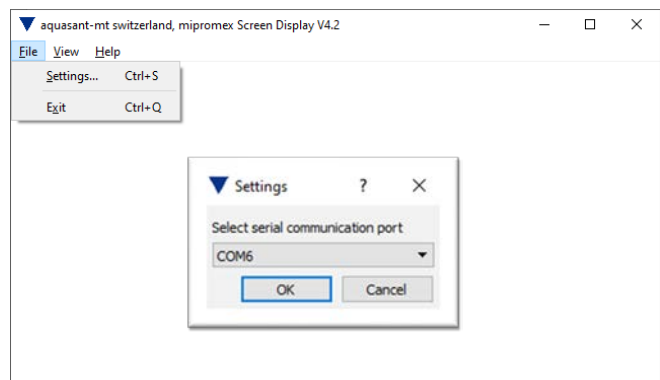 aquasant-mt switzerland, mipromex Screen Display V4.2
File View Help
Settings... Ctrl+S
Exit Ctrl+Q
Settings ?
Select serial communication port
COM6
OK Cancel